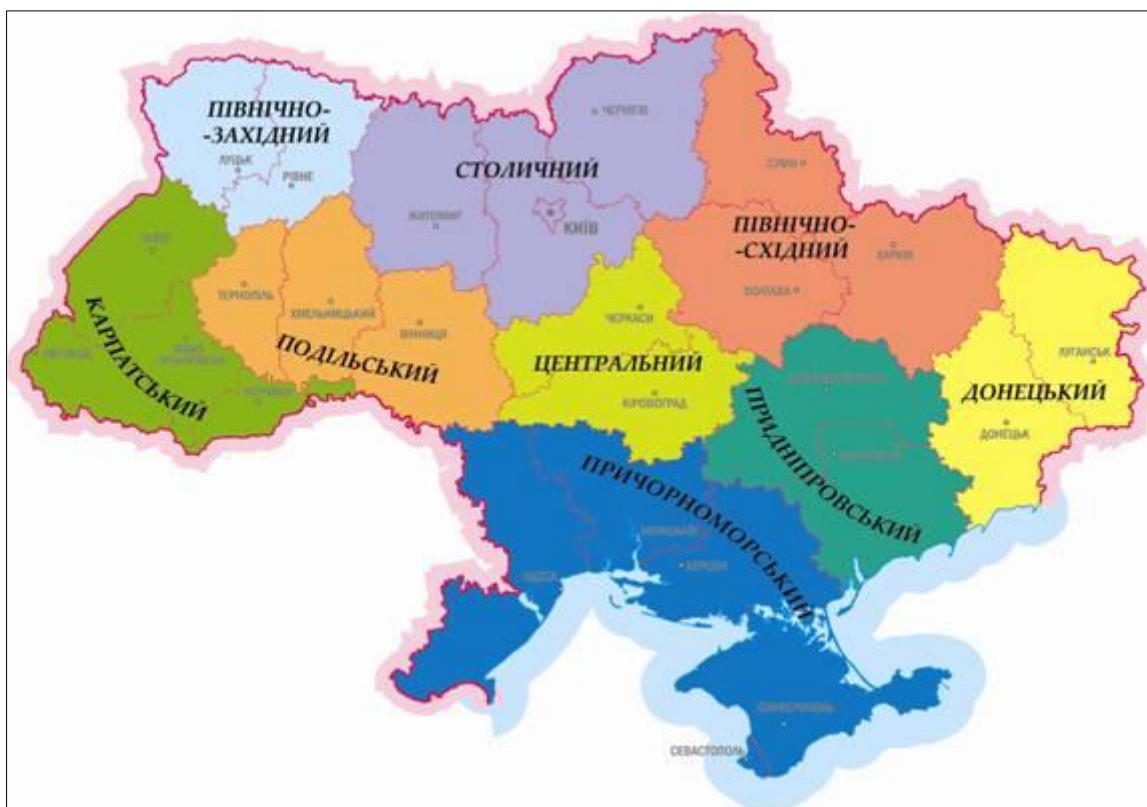 ПІВНІЧНО-
-ЗАХІДНИЙ
ЛУЦЬК
РІВНЕ
СТОЛИЧНИЙ
ЧЕРНІГІВ
ЖИТОМИР
КИЇВ
СУМИ
ПІВНІЧНО-
-СХІДНИЙ
ХАРКІВ
ПОЛТАВА
ЛЬВІВ
КАРПАТСЬКИЙ
ТЕРНОПІЛЬ
ХМЕЛЬНИЦЬКИЙ
ВІННИЦЯ
ПОДІЛЬСЬКИЙ
ЧЕРКАСИ
ЦЕНТРАЛЬНИЙ
КІРОВОГРАД
ПРИДНІПРОВСЬКИЙ
ЛУГАНСЬК
ДОНЕЦЬКИЙ
ДОНЕЦЬК
ПРИЧОРНОМОРСЬКИЙ
ОДЕСА
ХЕРСОН
СІМФЕРОПОЛЬ
СЕВАСТОПОЛЬ